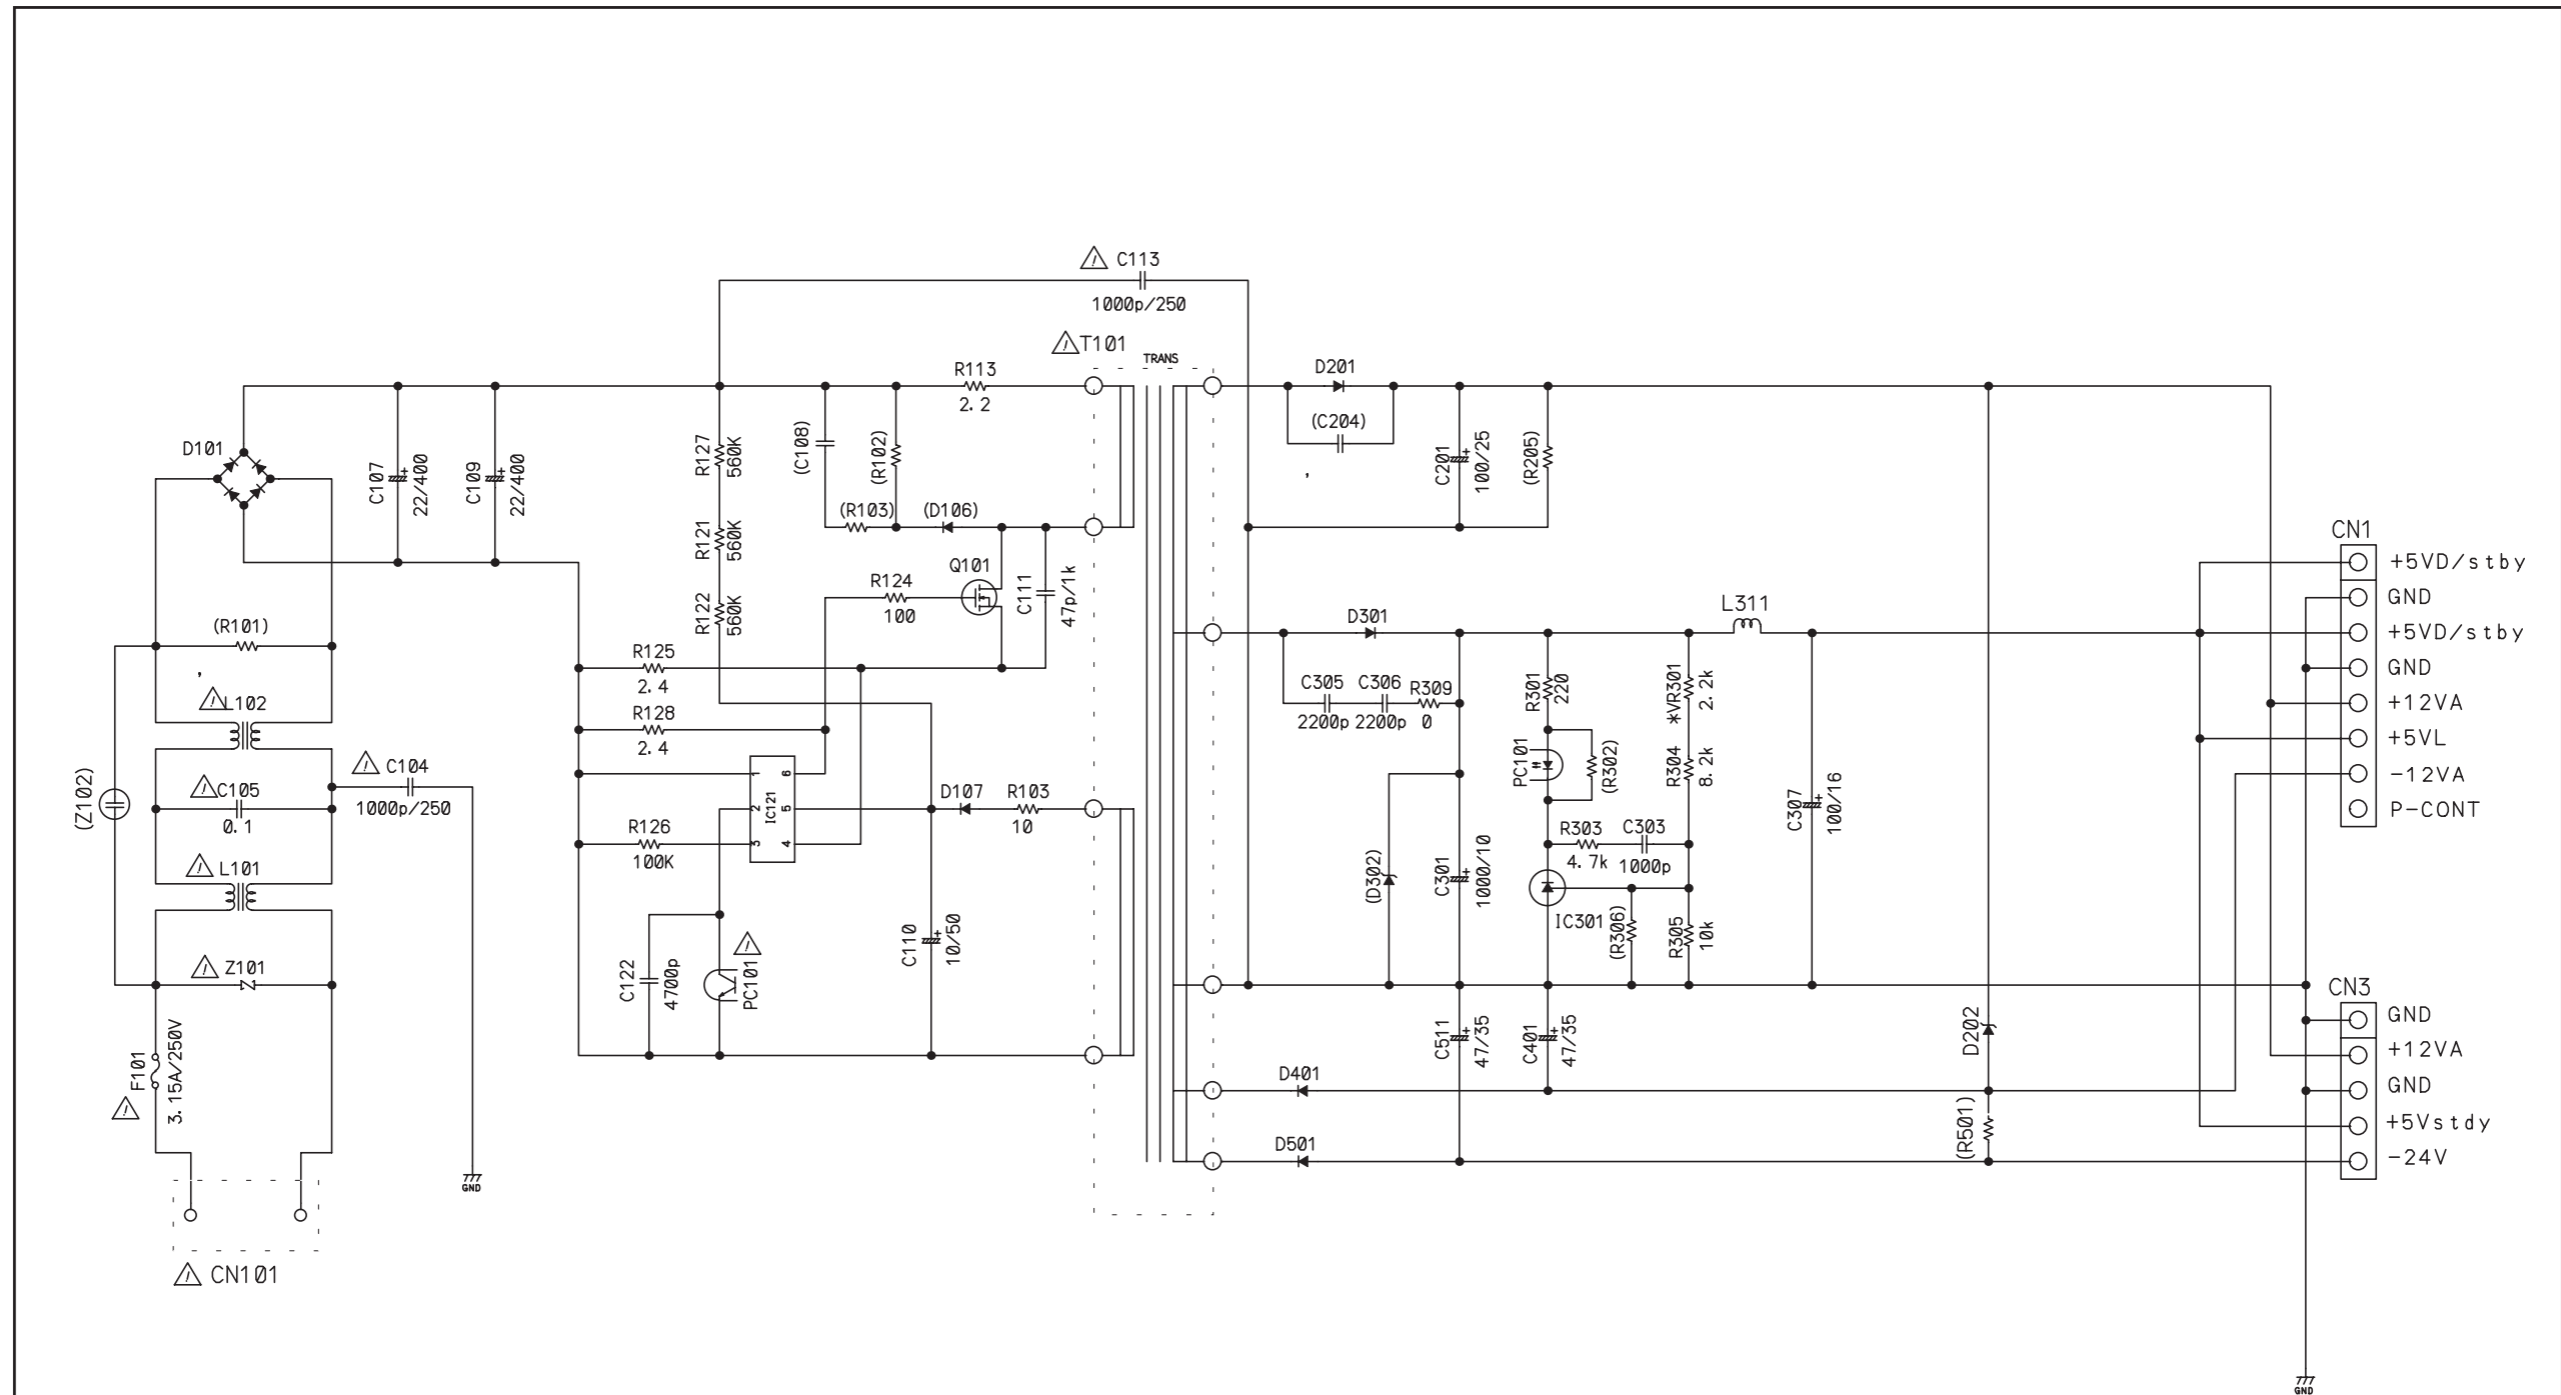 C113
1000p/250
T101
TRANS
R113
2.2
D201
(C204)
,
D101
C107
22/400
C109
22/400
R127
560K
(C108)
(R102)
C201
100/25
(R205)
R121
560K
(R103)
(D106)
Q101
R124
100
C111
47p/1k
R122
560K
(R101)
,
R125
2.4
R128
2.4
L102
C104
1000p/250
C105
0.1
(Z102)
L101
Z101
F101
3.15A/250V
GND
CN101
1
2
3
IC121
6
5
4
R126
100K
D107
R103
10
C122
4700p
PC101
C110
10/50
D301
C305
2200p
C306
2200p
R309
0
R301
220
*VR301
2.2k
L311
PC101
(R302)
R304
8.2k
C307
100/16
R303
4.7k
C303
1000p
(D302)
C301
1000/10
IC301
(R306)
R305
10k
C511
47/35
C401
47/35
D202
D401
D501
(R501)
CN1
+5VD/stby
GND
+5VD/stby
GND
+12VA
+5VL
-12VA
P-CONT
CN3
GND
+12VA
GND
+5Vstdy
-24V
GND